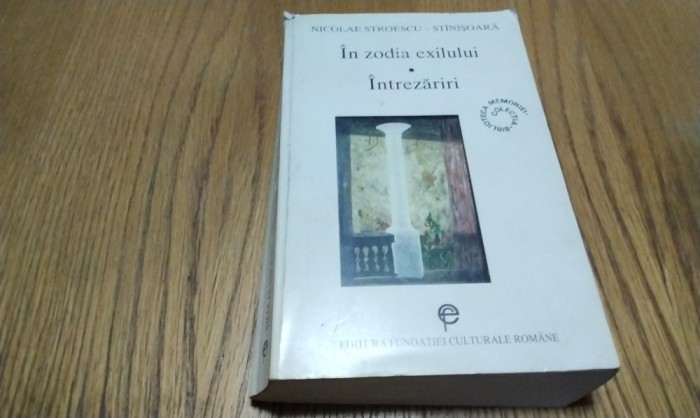 NICOLAE STROESCU - STÎNIȘOARĂ
În zodia exilului
•
Întrezăriri
BIBLIOTECA MEMORIEI
COLECȚIA
EDITURA FUNDAȚIEI CULTURALE ROMÂNE